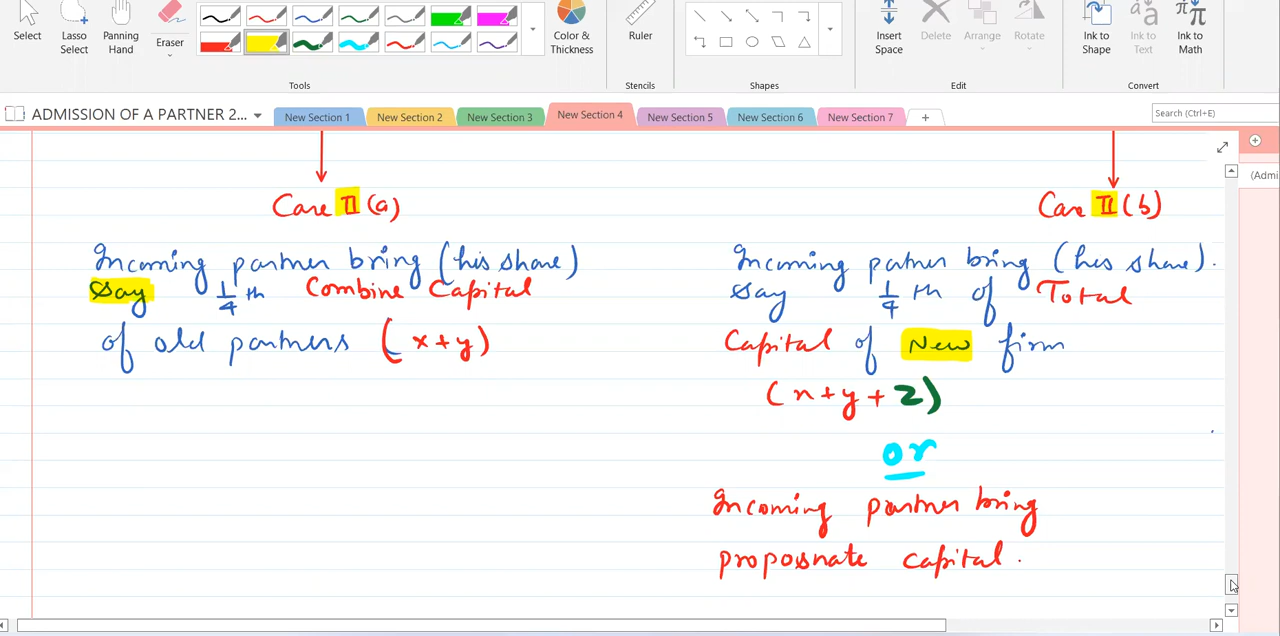 Select
Lasso
Select
Panning
Hand
Eraser
Color &
Thickness
Ruler
Insert
Space
Delete
Arrange
Rotate
Ink to
Shape
Ink to
Text
Ink to
Math
Tools
Stencils
Shapes
Edit
Convert
ADMISSION OF A PARTNER 2...
New Section 1
New Section 2
New Section 3
New Section 4
New Section 5
New Section 6
New Section 7
Search (Ctrl+E)
(Admi
Case II (a)
Incoming partner bring (his share)
Say 1/4 th Combine Capital
of old partners (x+y)
Case II (b)
Incoming patner bring (his share).
Say 1/4 th of Total
Capital of New firm
(x+y+z)
or
Incoming partner bring
proposnate capital.